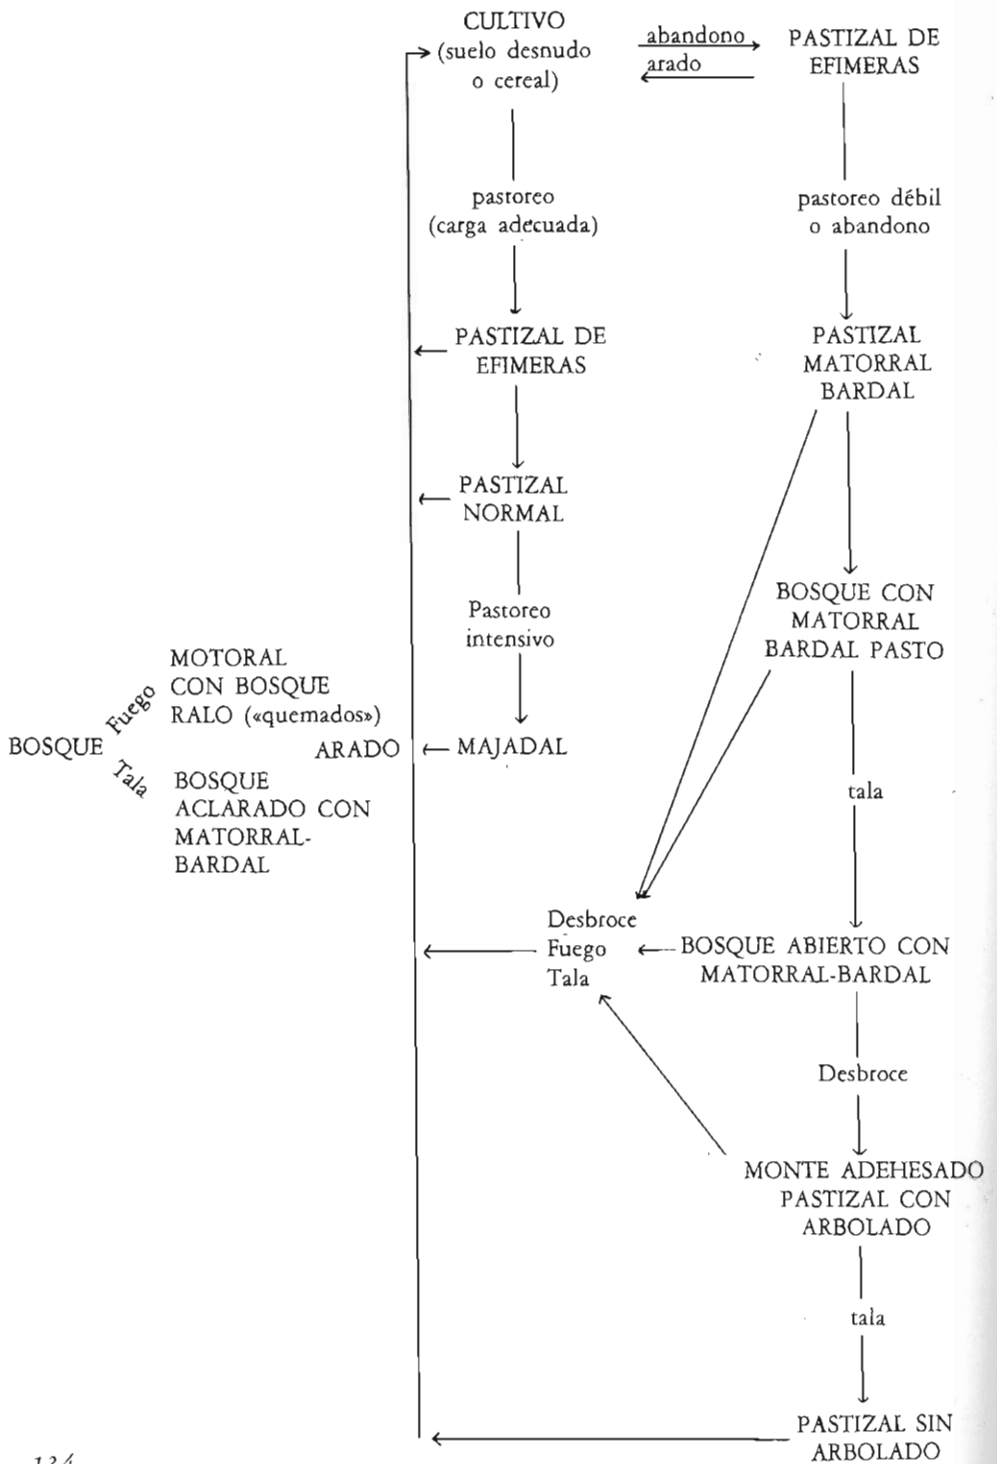 CULTIVO
(suelo desnudo
o cereal)
abandono
arado
PASTIZAL DE
EFIMERAS
pastoreo
(carga adecuada)
pastoreo débil
o abandono
PASTIZAL DE
EFIMERAS
PASTIZAL
MATORRAL
BARDAL
PASTIZAL
NORMAL
Pastoreo
intensivo
BOSQUE CON
MATORRAL
BARDAL PASTO
BOSQUE
Fuego
MOTORAL
CON BOSQUE
RALO («quemados»)
Tala
BOSQUE
ACLARADO CON
MATORRAL-
BARDAL
ARADO
MAJADAL
tala
Desbroce
Fuego
Tala
BOSQUE ABIERTO CON
MATORRAL-BARDAL
Desbroce
MONTE ADEHESADO
PASTIZAL CON
ARBOLADO
tala
PASTIZAL SIN
ARBOLADO